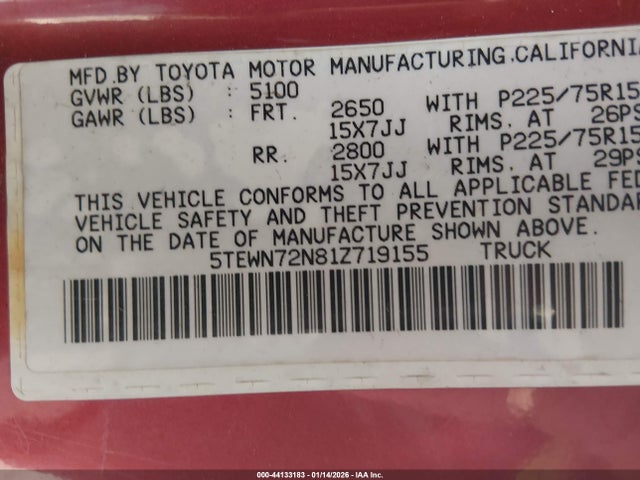 MFD.BY TOYOTA MOTOR MANUFACTURING.CALIFORNIA
GVWR (LBS) : 5100
GAWR (LBS) : FRT. 2650 WITH P225/75R15
15X7JJ RIMS. AT 26PS
RR. 2800 WITH P225/75R15
15X7JJ RIMS. AT 29PS
THIS VEHICLE CONFORMS TO ALL APPLICABLE FED
VEHICLE SAFETY AND THEFT PREVENTION STANDAR
ON THE DATE OF MANUFACTURE SHOWN ABOVE.
5TEWN72N81Z719155 TRUCK
000-44133183 - 01/14/2026 - IAA Inc.